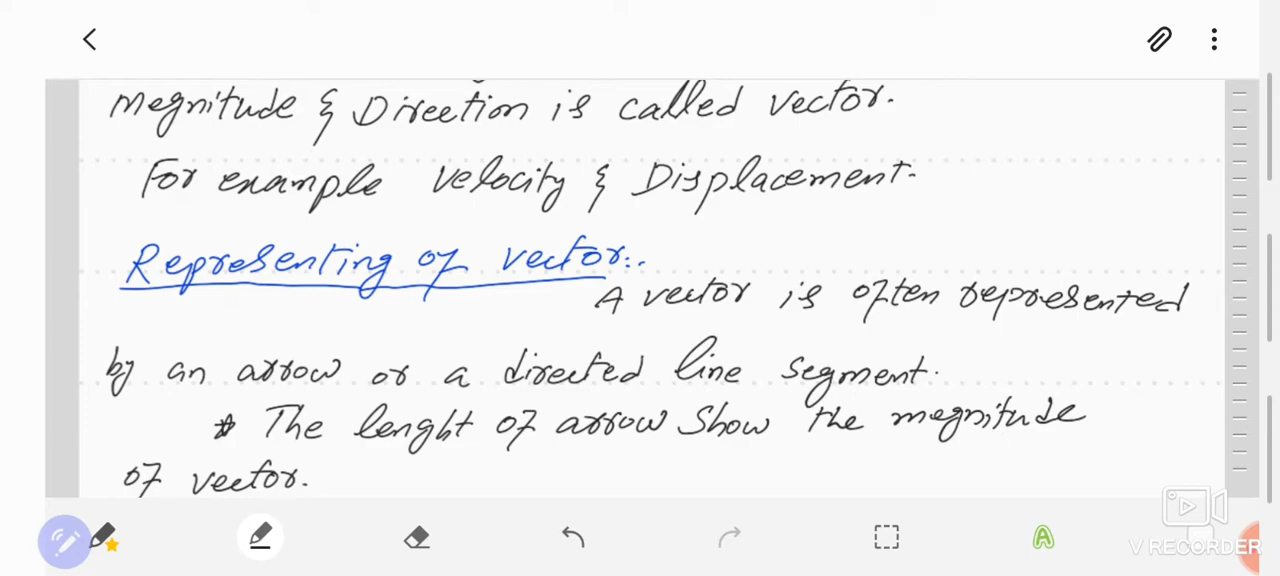 Megnitude & Direction is called vector.
For example velocity & Displacement.
Representing of vector:.
A vector is often represented
by an arrow or a directed line segment.
* The lenght of arrow show the megnitude
of vector.
A
V RECORDER